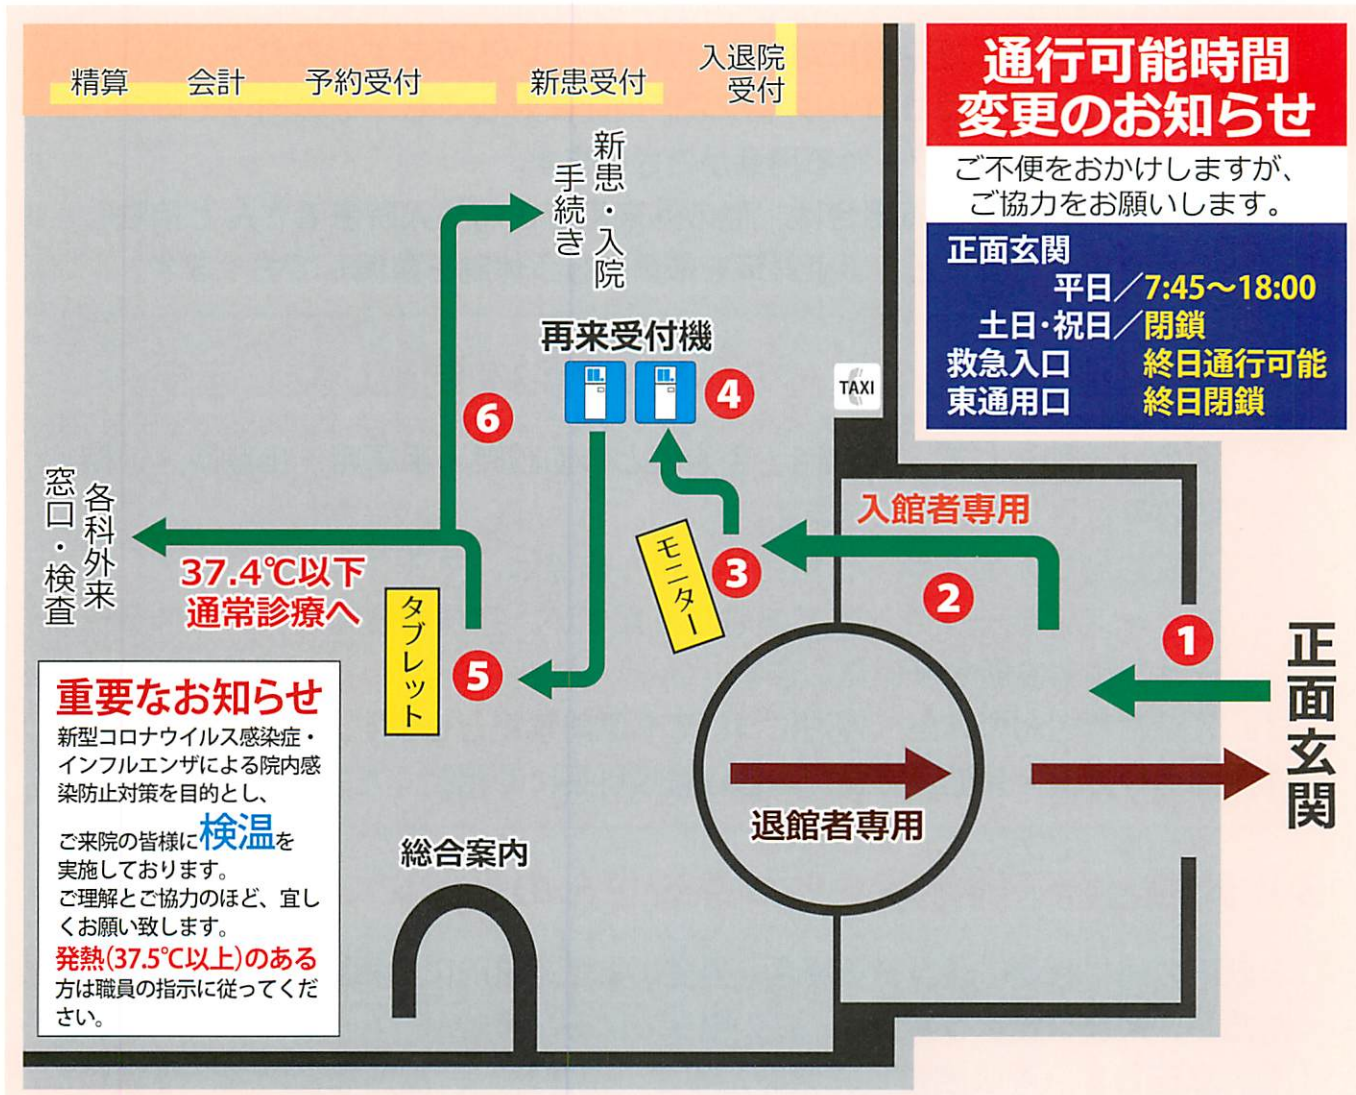 精算
会計
予約受付
新患受付
入退院
受付
通行可能時間
変更のお知らせ
ご不便をおかけしますが、
ご協力をお願いします。
正面玄関
平日/7:45～18:00
土日・祝日/閉鎖
救急入口 終日通行可能
東通用口 終日閉鎖
新患・入院
手続き
再来受付機
4
TAXI
6
入館者専用
各科外来
窓口・検査
モニター
3
2
37.4℃以下
通常診療へ
タブレット
5
1
正面玄関
退館者専用
総合案内
重要なお知らせ
新型コロナウイルス感染症・
インフルエンザによる院内感
染防止対策を目的とし、
ご来院の皆様に検温を
実施しております。
ご理解とご協力のほど、宜し
くお願い致します。
発熱(37.5℃以上)のある
方は職員の指示に従ってくだ
さい。